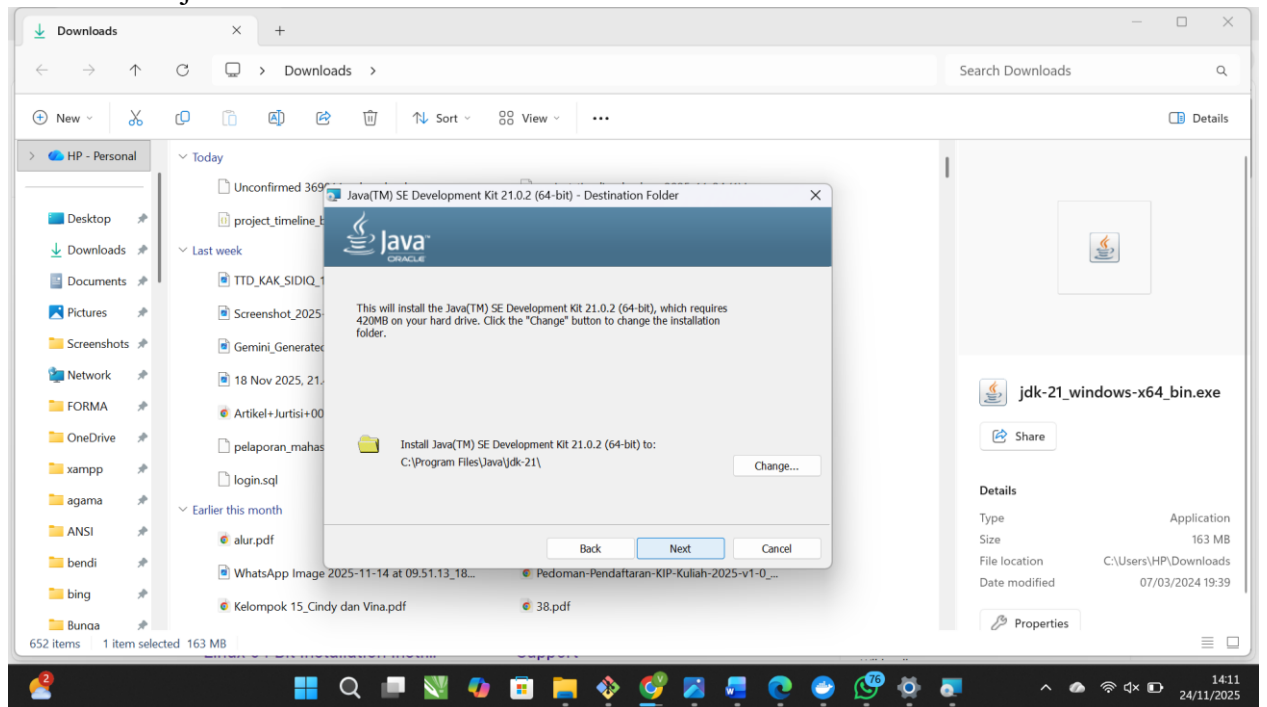 Downloads
Downloads
Search Downloads
New
Sort
View
Details
HP - Personal
Desktop
Downloads
Documents
Pictures
Screenshots
Network
FORMA
OneDrive
xampp
agama
ANSI
bendi
bing
Bunga
Today
Unconfirmed 369
project_timeline_b
Last week
TTD_KAK_SIDIQ_1
Screenshot_2025-
Gemini_Generated
18 Nov 2025, 21.
Artikel+Jurtisi+00
pelaporan_mahas
login.sql
Earlier this month
alur.pdf
WhatsApp Image 2025-11-14 at 09.51.13_18...
Pedoman-Pendaftaran-KIP-Kuliah-2025-v1-0_...
Kelompok 15_Cindy dan Vina.pdf
38.pdf
Java(TM) SE Development Kit 21.0.2 (64-bit) - Destination Folder
Java™
ORACLE
This will install the Java(TM) SE Development Kit 21.0.2 (64-bit), which requires
420MB on your hard drive. Click the "Change" button to change the installation
folder.
Install Java(TM) SE Development Kit 21.0.2 (64-bit) to:
C:\Program Files\Java\jdk-21\
Change...
Back
Next
Cancel
jdk-21_windows-x64_bin.exe
Share
Details
Type Application
Size 163 MB
File location C:\Users\HP\Downloads
Date modified 07/03/2024 19:39
Properties
652 items 1 item selected 163 MB
2
76
14:11
24/11/2025